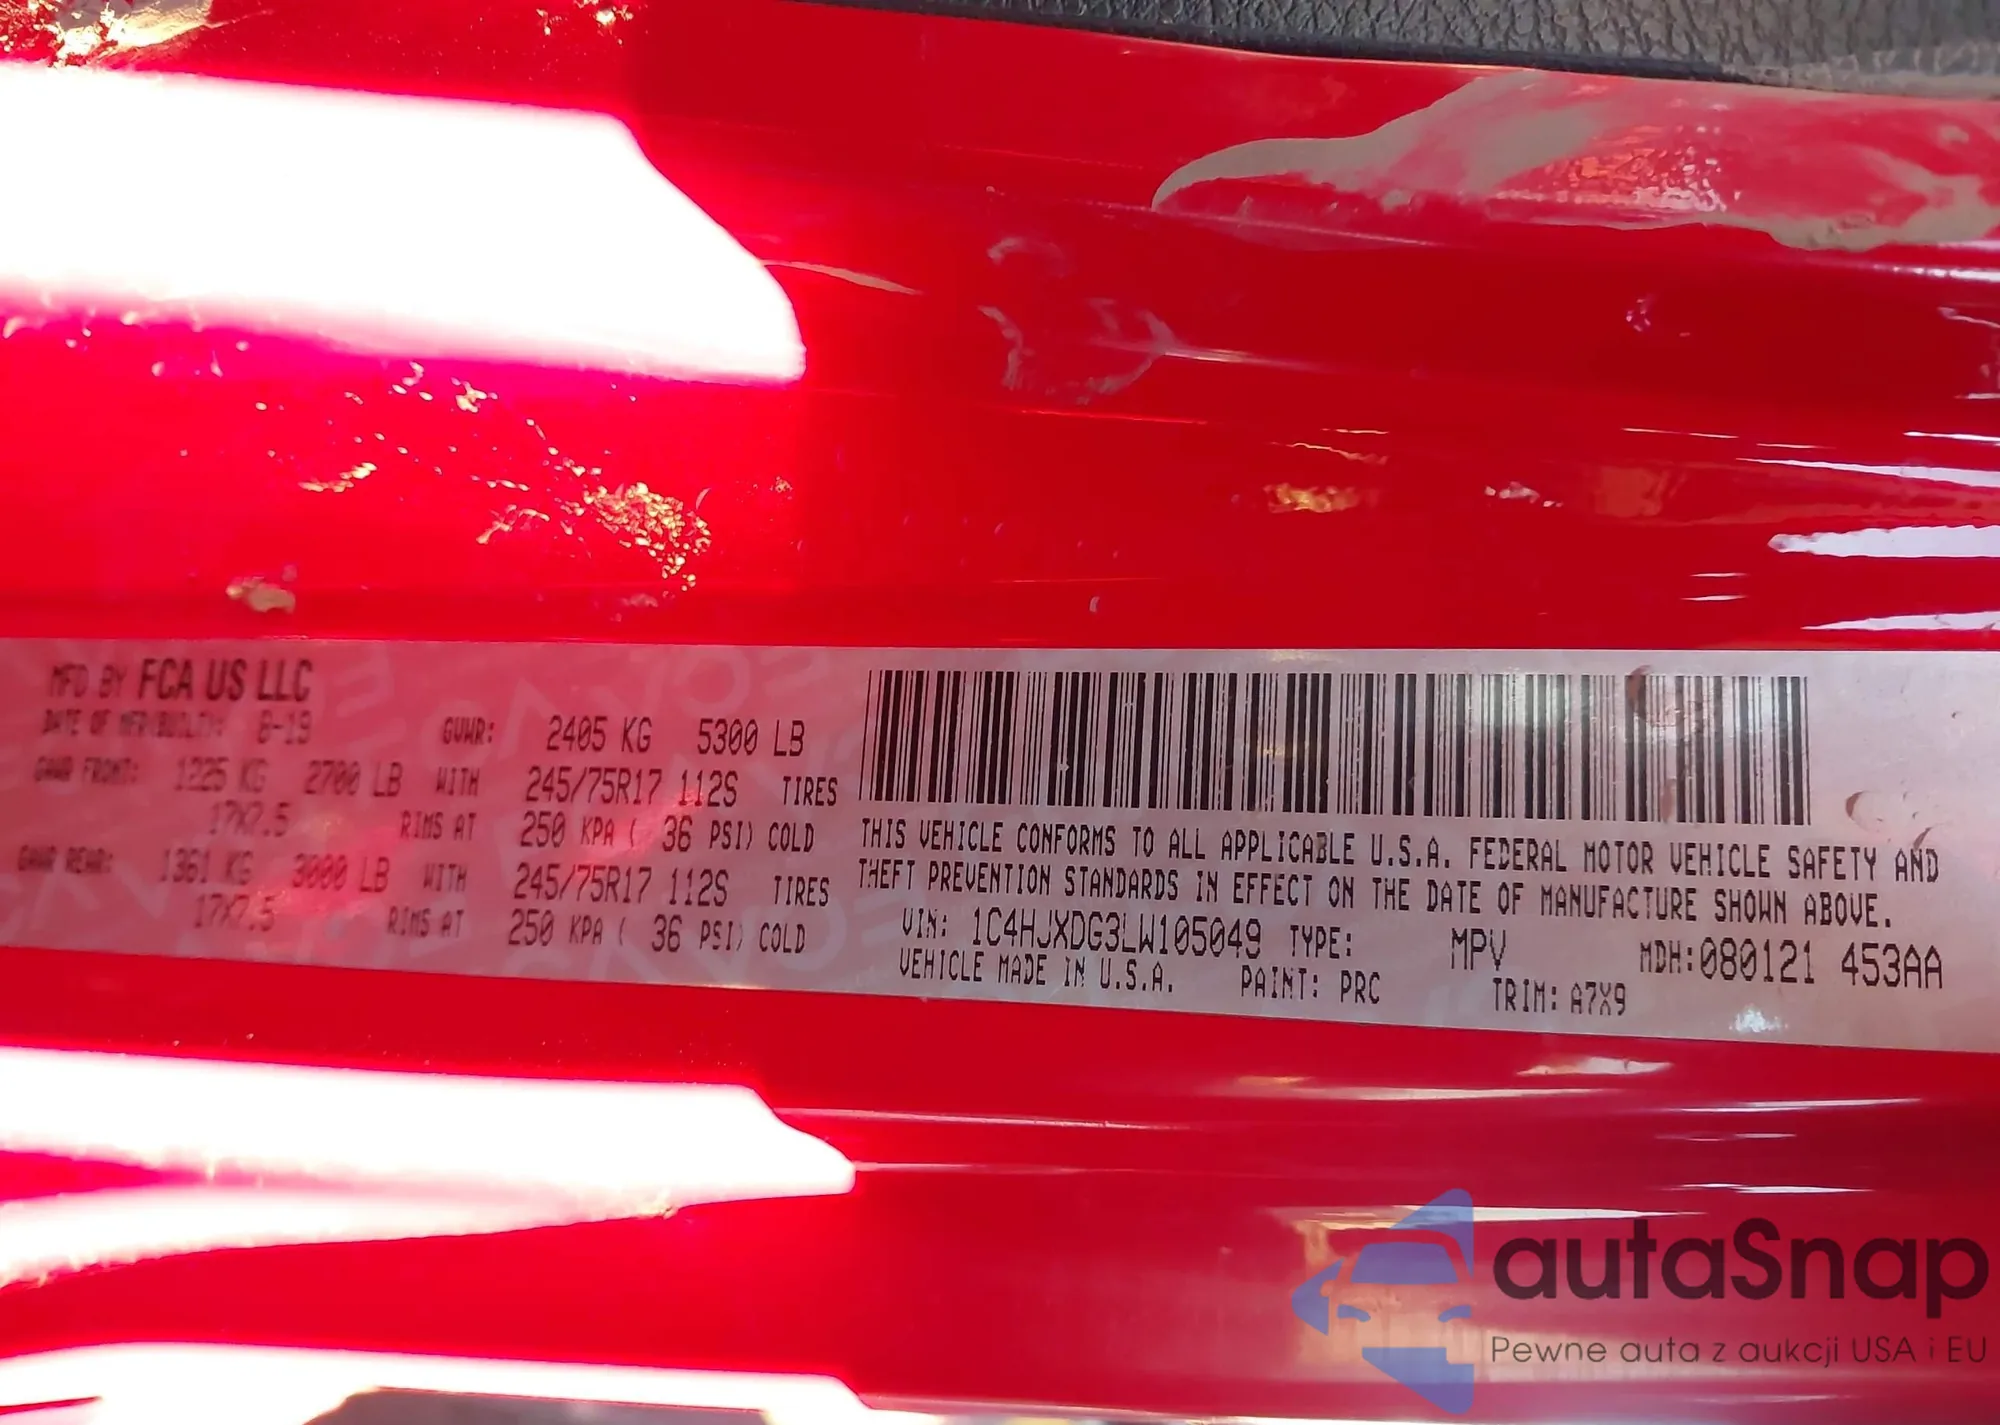 MFD BY FCA US LLC
DATE OF MFR/BUILT: 8-19 GVWR: 2405 KG 5300 LB
GAWR FRONT: 1225 KG 2700 LB WITH 245/75R17 112S TIRES
17X7.5 RIMS AT 250 KPA ( 36 PSI) COLD
GAWR REAR: 1361 KG 3000 LB WITH 245/75R17 112S TIRES
17X7.5 RIMS AT 250 KPA ( 36 PSI) COLD
THIS VEHICLE CONFORMS TO ALL APPLICABLE U.S.A. FEDERAL MOTOR VEHICLE SAFETY AND
THEFT PREVENTION STANDARDS IN EFFECT ON THE DATE OF MANUFACTURE SHOWN ABOVE.
VIN: 1C4HJXDG3LW105049 TYPE: MPV MDH:080121 453AA
VEHICLE MADE IN U.S.A. PAINT: PRC TRIM: A7X9
autaSnap
Pewne auta z aukcji USA i EU